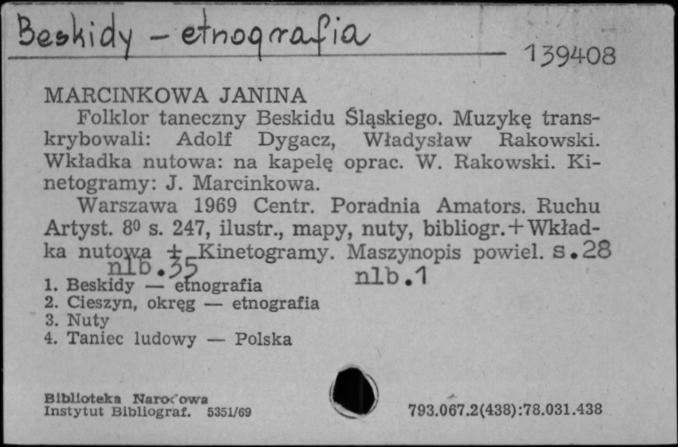 Beskidy – etnografia
139408
MARCINKOWA JANINA
Folklor taneczny Beskidu Śląskiego. Muzykę trans-
krybowali: Adolf Dygacz, Władysław Rakowski.
Wkładka nutowa: na kapelę oprac. W. Rakowski. Ki-
netogramy: J. Marcinkowa.
Warszawa 1969 Centr. Poradnia Amators. Ruchu
Artyst. 8⁰ s. 247, ilustr., mapy, nuty, bibliogr.+Wkład-
ka nutowa + Kinetogramy. Maszynopis powiel. s.28
nlb.35 nlb.1
1. Beskidy — etnografia
2. Cieszyn, okręg — etnografia
3. Nuty
4. Taniec ludowy — Polska
Biblioteka Narodowa
Instytut Bibliograf. 5351/69
793.067.2(438):78.031.438